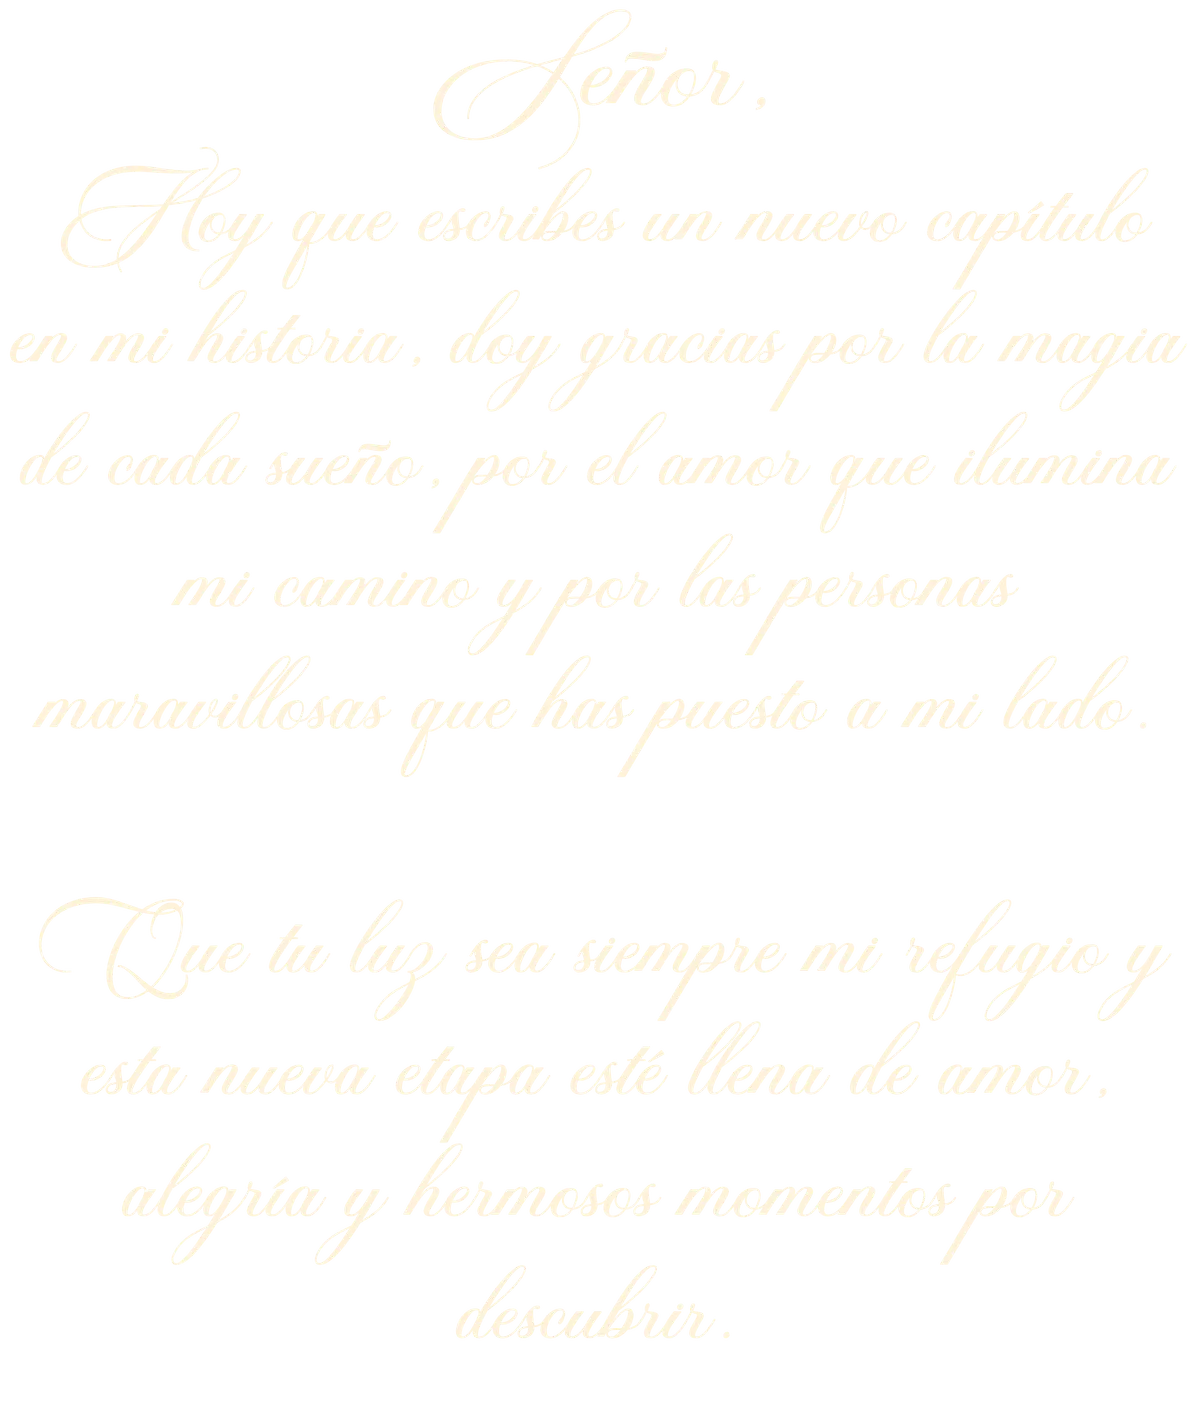 Señor,
Hoy que escribes un nuevo capítulo
en mi historia, doy gracias por la magia
de cada sueño, por el amor que ilumina
mi camino y por las personas
maravillosas que has puesto a mi lado.
Que tu luz sea siempre mi refugio y
esta nueva etapa esté llena de amor,
alegría y hermosos momentos por
descubrir.